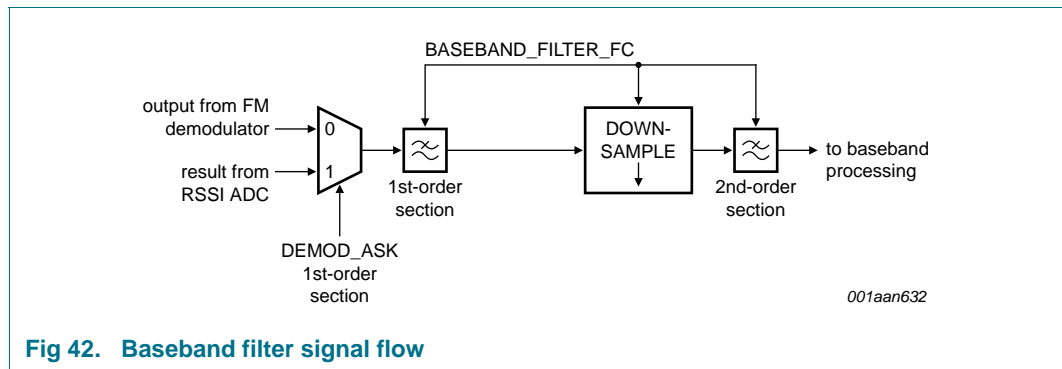 BASEBAND_FILTER_FC
output from FM
demodulator
0
result from
RSSI ADC
1
1st-order
section
DOWN-
SAMPLE
2nd-order
section
to baseband
processing
DEMOD_ASK
1st-order
section
001aan632
Fig 42. Baseband filter signal flow